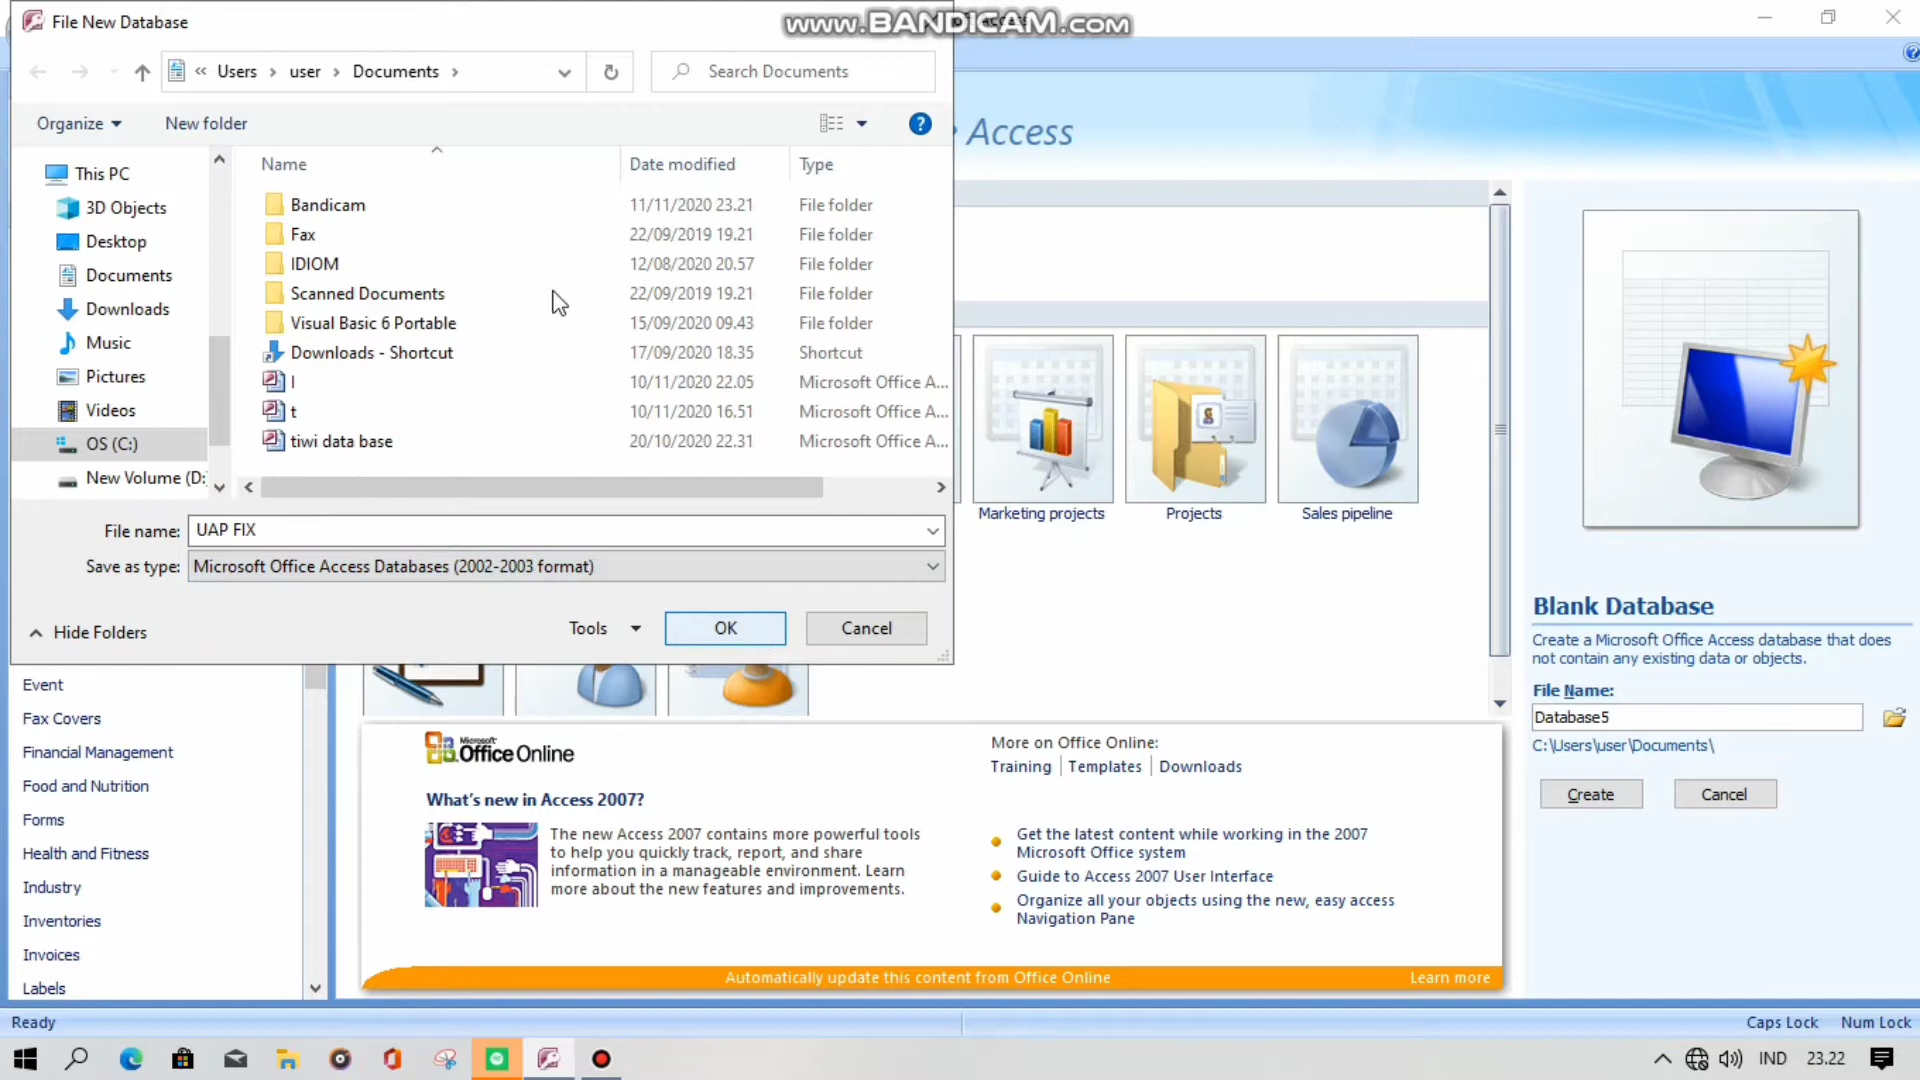 File New Database
www.BANDICAM.com
Users
user
Documents
Search Documents
Organize
New folder
Access
Name
Date modified
Type
This PC
3D Objects
Desktop
Documents
Downloads
Music
Pictures
Videos
OS (C:)
New Volume (D:
Bandicam 11/11/2020 23.21 File folder
Fax 22/09/2019 19.21 File folder
IDIOM 12/08/2020 20.57 File folder
Scanned Documents 22/09/2019 19.21 File folder
Visual Basic 6 Portable 15/09/2020 09.43 File folder
Downloads - Shortcut 17/09/2020 18.35 Shortcut
10/11/2020 22.05 Microsoft Office A...
t 10/11/2020 16.51 Microsoft Office A...
tiwi data base 20/10/2020 22.31 Microsoft Office A...
File name: UAP FIX
Save as type: Microsoft Office Access Databases (2002-2003 format)
Hide Folders
Tools
OK
Cancel
Marketing projects
Projects
Sales pipeline
Blank Database
Create a Microsoft Office Access database that does
not contain any existing data or objects.
File Name:
Database5
C:\Users\user\Documents\
Create
Cancel
Event
Fax Covers
Financial Management
Food and Nutrition
Forms
Health and Fitness
Industry
Inventories
Invoices
Labels
Microsoft
Office Online
What's new in Access 2007?
The new Access 2007 contains more powerful tools
to help you quickly track, report, and share
information in a manageable environment. Learn
more about the new features and improvements.
More on Office Online:
Training | Templates | Downloads
Get the latest content while working in the 2007
Microsoft Office system
Guide to Access 2007 User Interface
Organize all your objects using the new, easy access
Navigation Pane
Automatically update this content from Office Online
Learn more
Ready
Caps Lock
Num Lock
IND
23.22